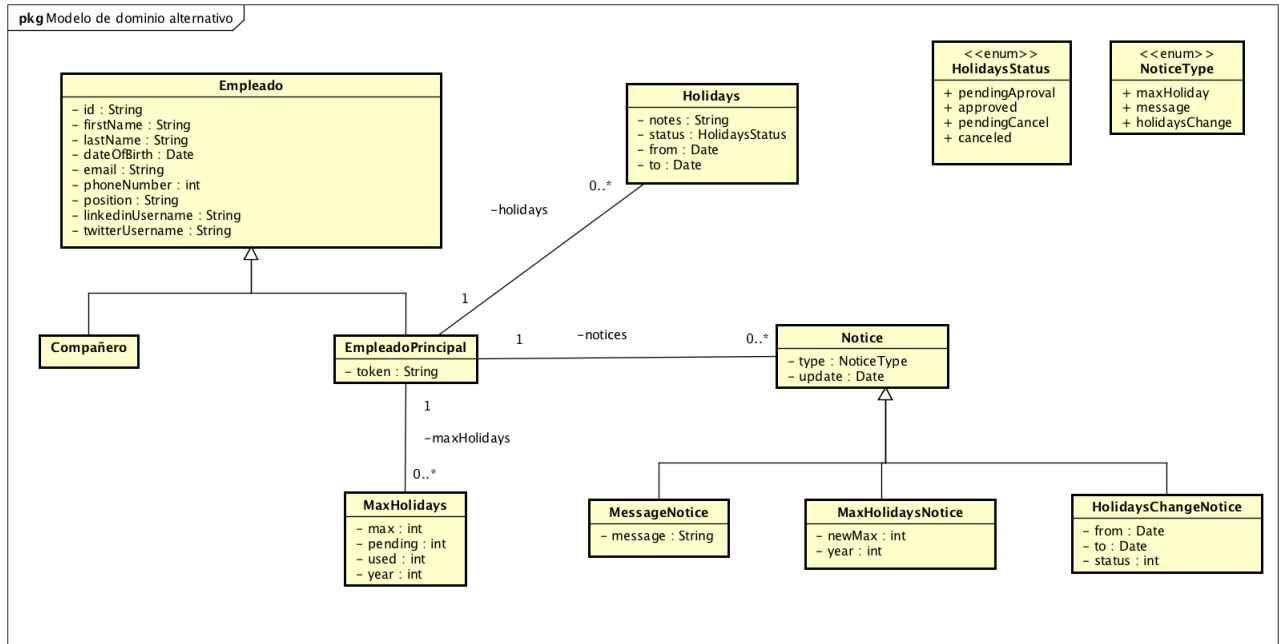 pkg Modelo de dominio alternativo
Empleado
- id : String
- firstName : String
- lastName : String
- dateOfBirth : Date
- email : String
- phoneNumber : int
- position : String
- linkedinUsername : String
- twitterUsername : String
Holidays
- notes : String
- status : HolidaysStatus
- from : Date
- to : Date
<<enum>>
HolidaysStatus
+ pendingAproval
+ approved
+ pendingCancel
+ canceled
<<enum>>
NoticeType
+ maxHoliday
+ message
+ holidaysChange
0..*
-holidays
1
Compañero
EmpleadoPrincipal
- token : String
1
-notices
0..*
Notice
- type : NoticeType
- update : Date
1
-maxHolidays
0..*
MaxHolidays
- max : int
- pending : int
- used : int
- year : int
MessageNotice
- message : String
MaxHolidaysNotice
- newMax : int
- year : int
HolidaysChangeNotice
- from : Date
- to : Date
- status : int